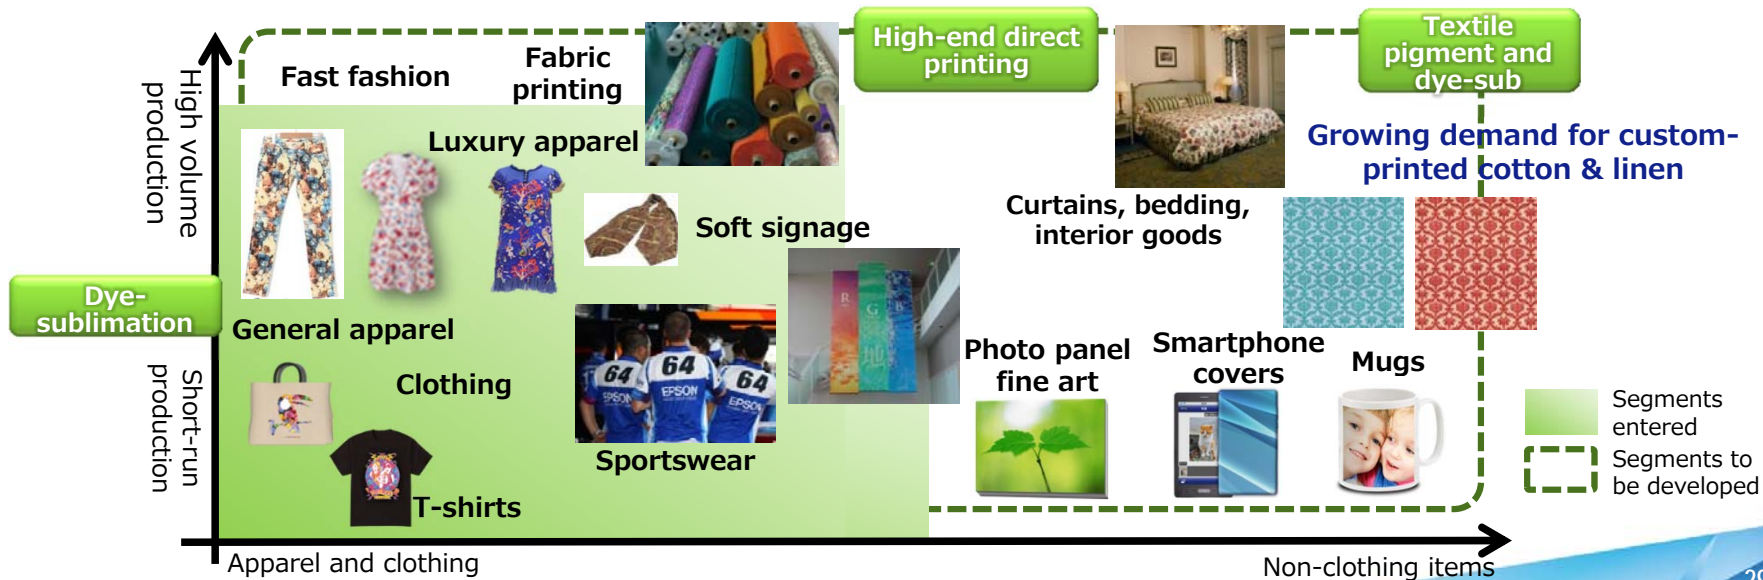 High volume
production
Short-run
production
Dye-
sublimation
Fast fashion
Fabric
printing
High-end direct
printing
Textile
pigment and
dye-sub
Luxury apparel
Growing demand for custom-
printed cotton & linen
Soft signage
Curtains, bedding,
interior goods
General apparel
Clothing
64
64
64
EPSON
EPSON
EPSON
R
G
B
Photo panel
fine art
Smartphone
covers
Mugs
Sportswear
T-shirts
Segments
entered
Segments to
be developed
Apparel and clothing
Non-clothing items